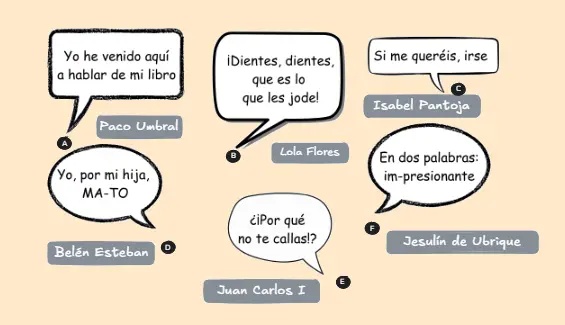 Yo he venido aquí
a hablar de mi libro
Paco Umbral
A
¡Dientes, dientes,
que es lo
que les jode!
Lola Flores
B
Si me queréis, irse
C
Isabel Pantoja
Yo, por mi hija,
MA-TO
Belén Esteban
D
¿¡Por qué
no te callas!?
E
Juan Carlos I
En dos palabras:
im-presionante
F
Jesulín de Ubrique